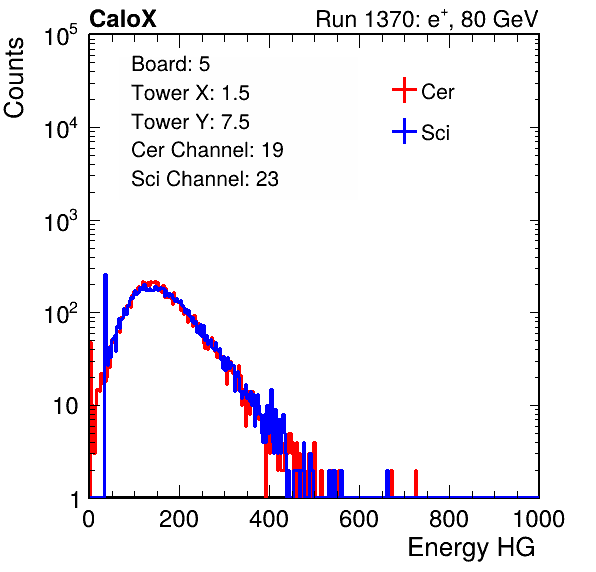 CaloX Run 1370: e⁺, 80 GeV
Counts
10⁵
10⁴
10³
10²
10
1
Board: 5
Tower X: 1.5
Tower Y: 7.5
Cer Channel: 19
Sci Channel: 23
Cer
Sci
0 200 400 600 800 1000
Energy HG